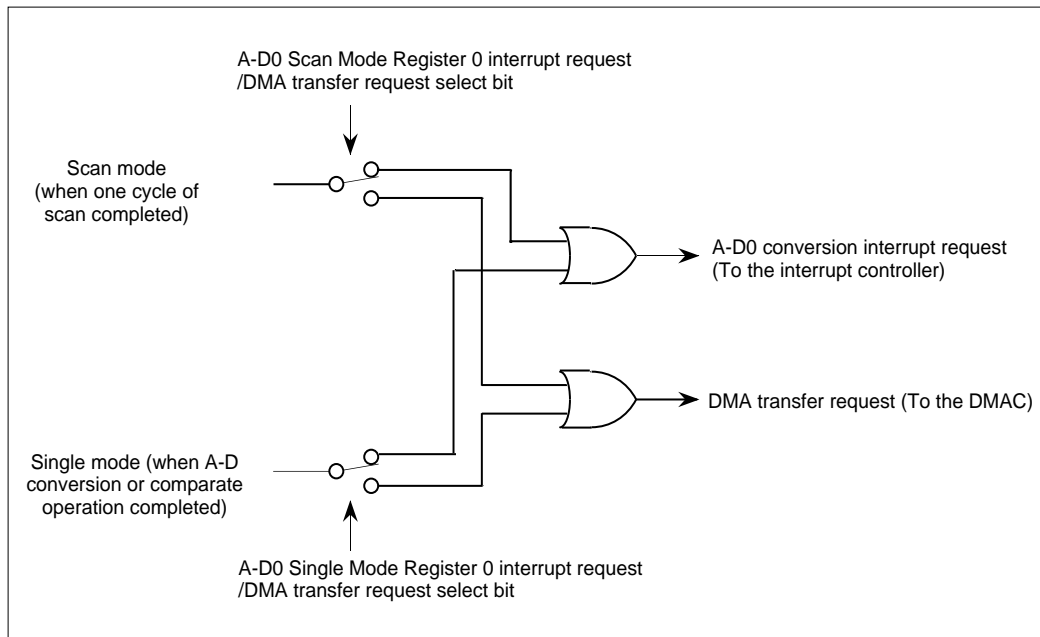 A-D0 Scan Mode Register 0 interrupt request
/DMA transfer request select bit
Scan mode
(when one cycle of
scan completed)
A-D0 conversion interrupt request
(To the interrupt controller)
DMA transfer request (To the DMAC)
Single mode (when A-D
conversion or comparate
operation completed)
A-D0 Single Mode Register 0 interrupt request
/DMA transfer request select bit